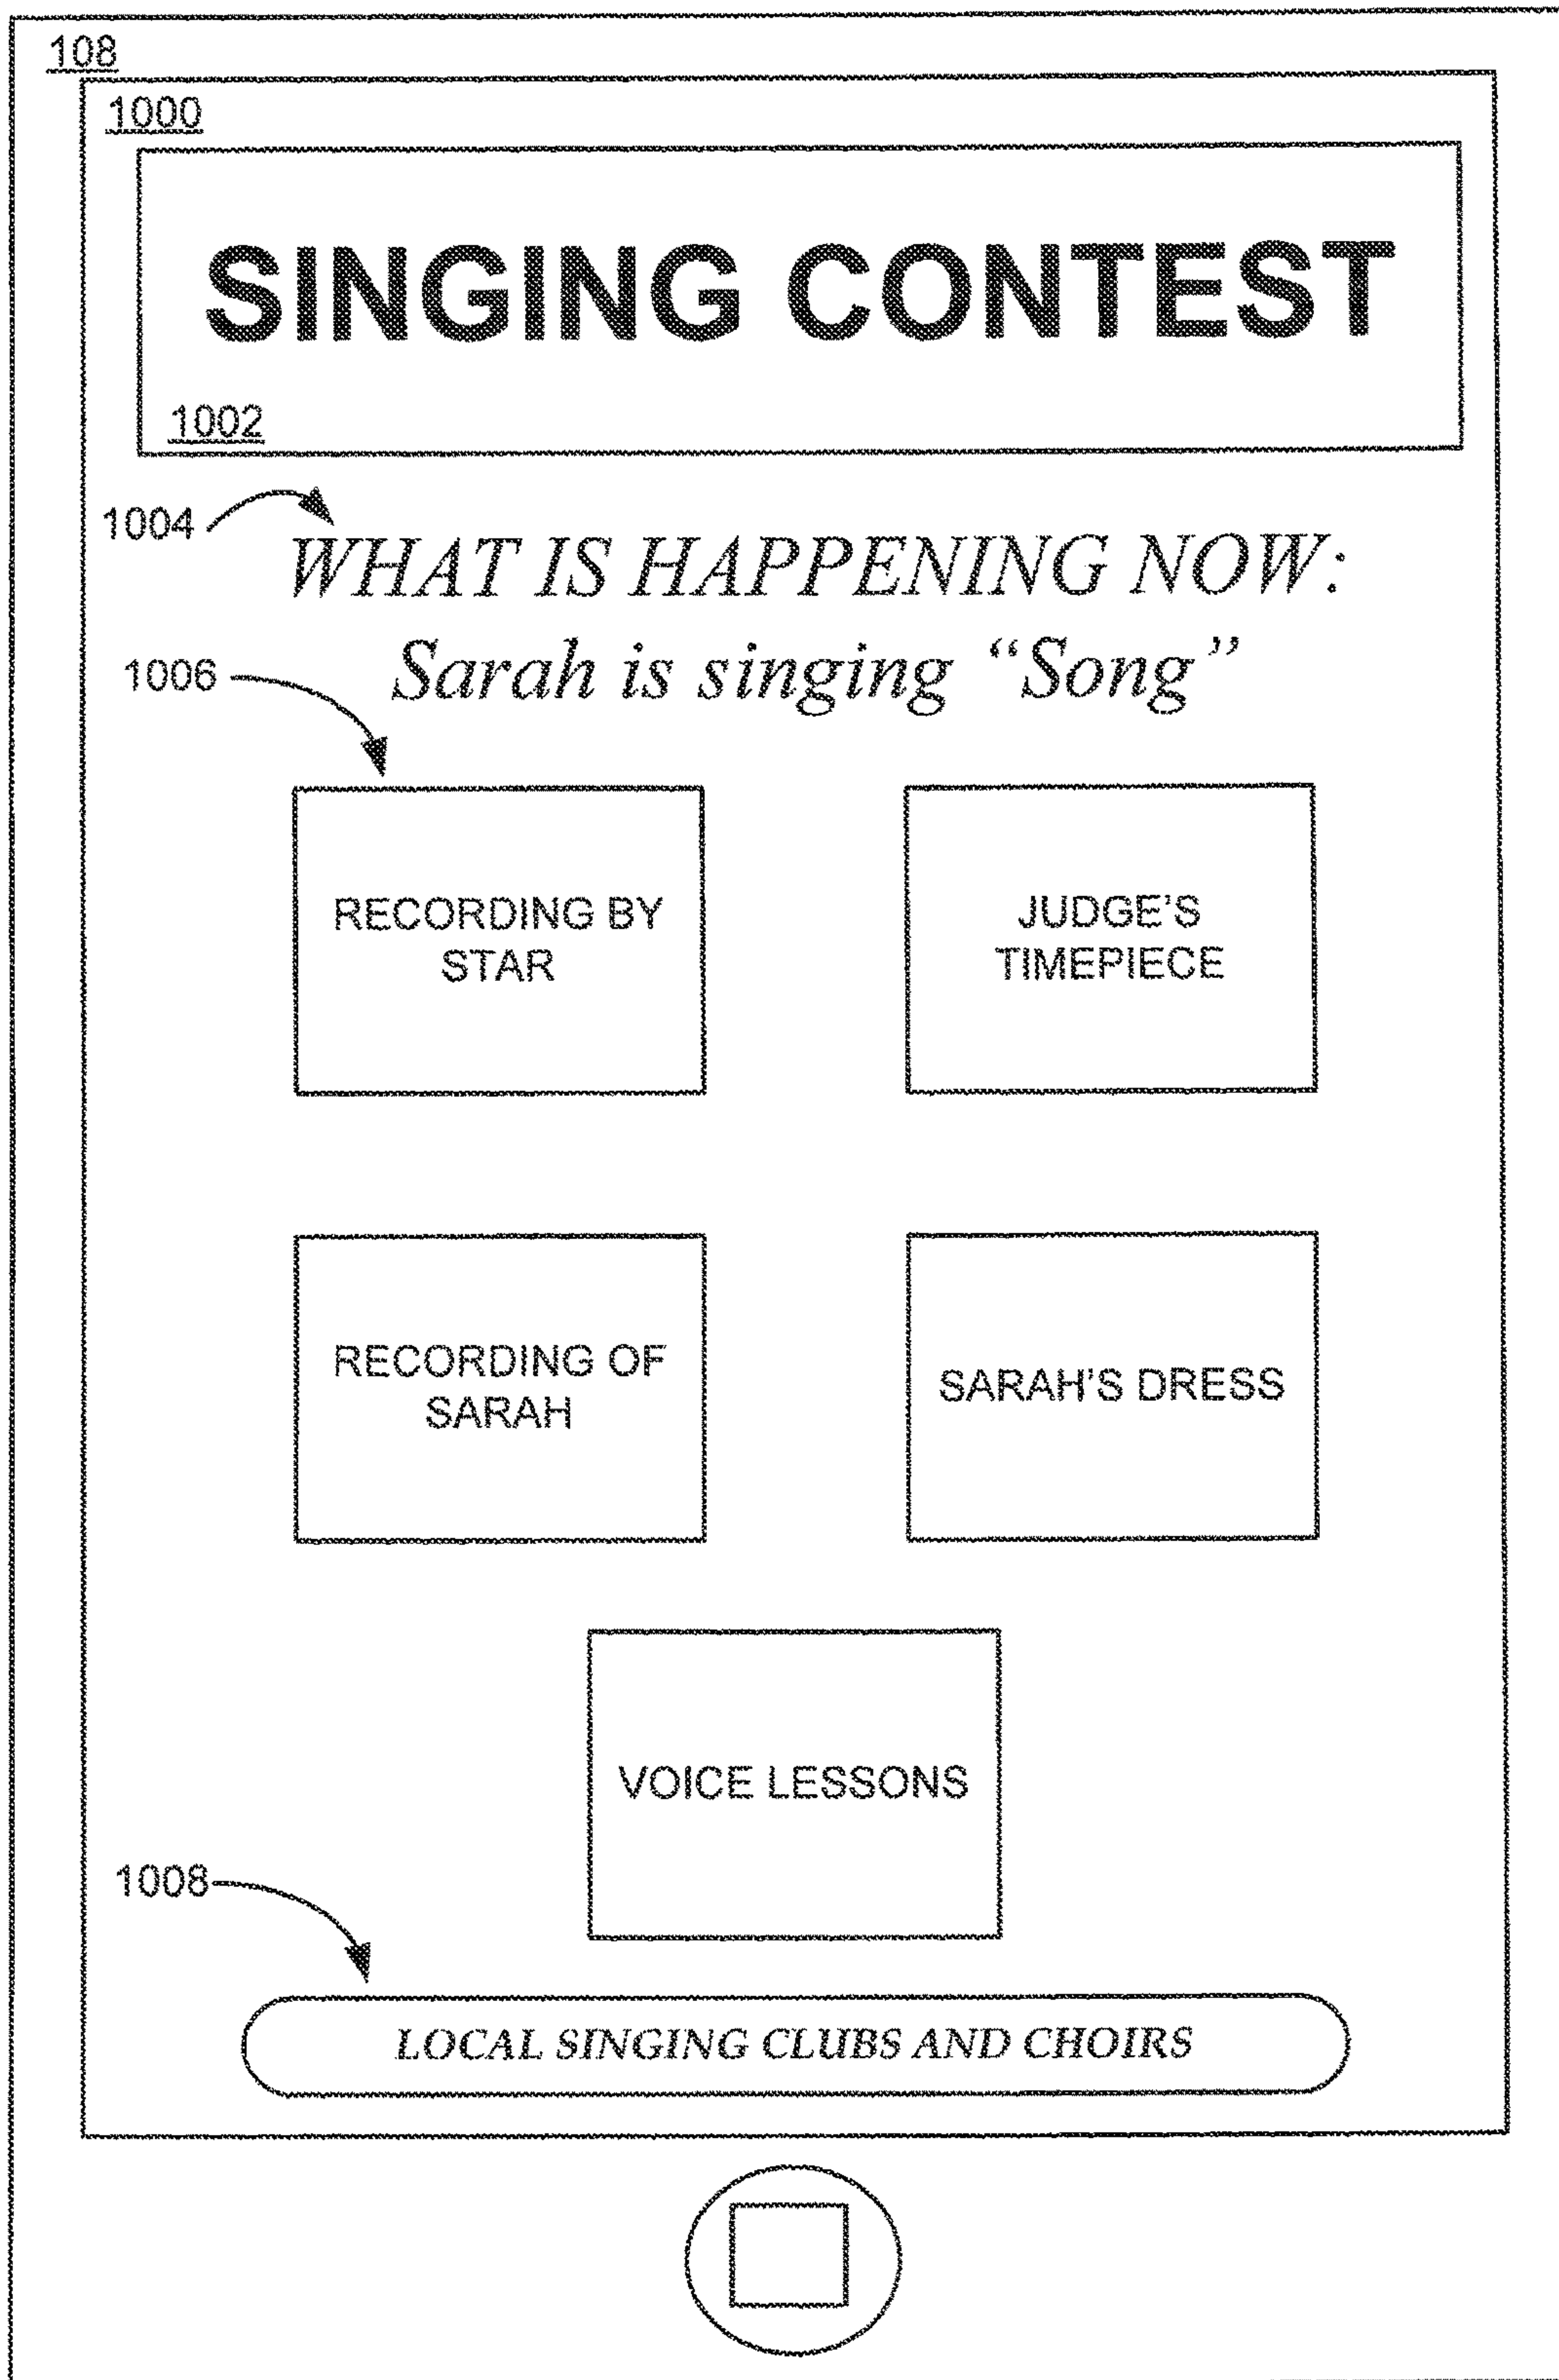 108
1000
SINGING CONTEST
1002
1004
WHAT IS HAPPENING NOW:
1006
Sarah is singing “Song”
RECORDING BY
STAR
JUDGE'S
TIMEPIECE
RECORDING OF
SARAH
SARAH'S DRESS
VOICE LESSONS
1008
LOCAL SINGING CLUBS AND CHOIRS